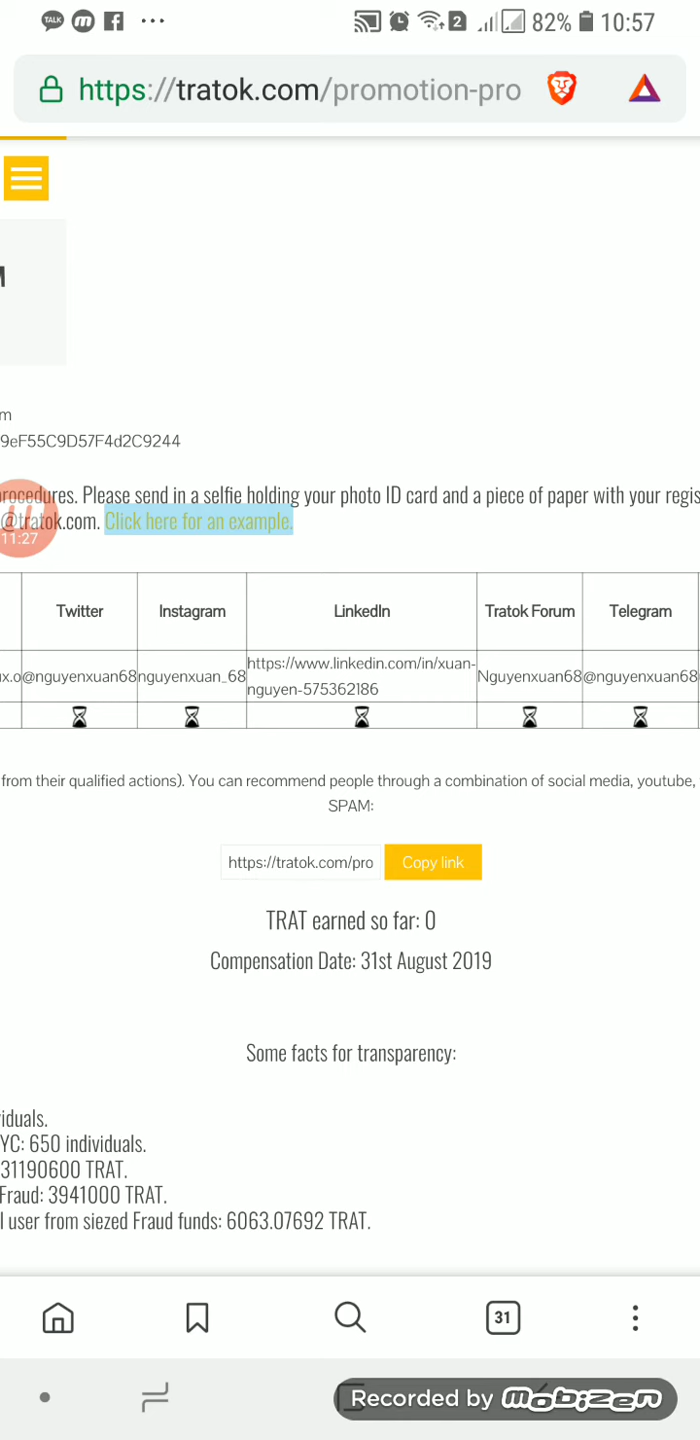 TALK
2 82% 10:57
https://tratok.com/promotion-pro
m
9eF55C9D57F4d2C9244
procedures. Please send in a selfie holding your photo ID card and a piece of paper with your regis
@tratok.com. Click here for an example.
11:27
Twitter Instagram LinkedIn Tratok Forum Telegram
ux.o @nguyenxuan68 nguyenxuan_68 https://www.linkedin.com/in/xuan-nguyen-575362186 Nguyenxuan68 @nguyenxuan68
from their qualified actions). You can recommend people through a combination of social media, youtube,
SPAM:
https://tratok.com/pro Copy link
TRAT earned so far: 0
Compensation Date: 31st August 2019
Some facts for transparency:
iduals.
YC: 650 individuals.
31190600 TRAT.
Fraud: 3941000 TRAT.
l user from siezed Fraud funds: 6063.07692 TRAT.
31
Recorded by mobizen